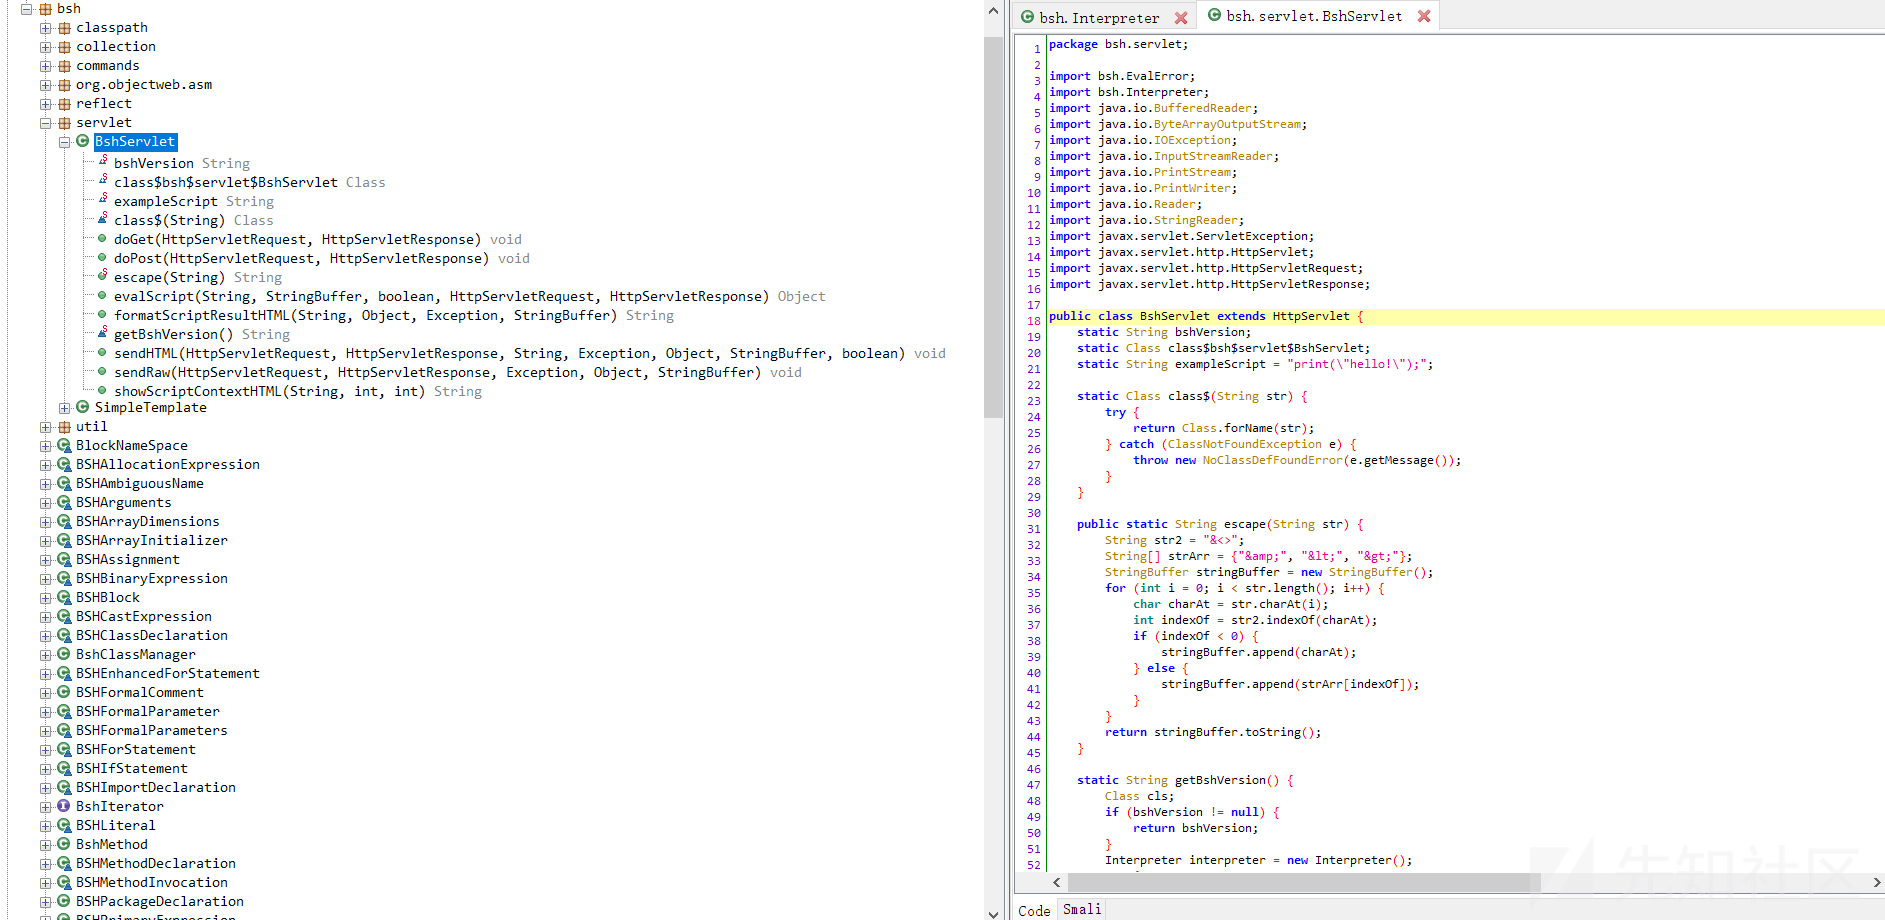 bsh
classpath
collection
commands
org.objectweb.asm
reflect
servlet
BshServlet
bshVersion String
class$bsh$servlet$BshServlet Class
exampleScript String
class$(String) Class
doGet(HttpServletRequest, HttpServletResponse) void
doPost(HttpServletRequest, HttpServletResponse) void
escape(String) String
evalScript(String, StringBuffer, boolean, HttpServletRequest, HttpServletResponse) Object
formatScriptResultHTML(String, Object, Exception, StringBuffer) String
getBshVersion() String
sendHTML(HttpServletRequest, HttpServletResponse, String, Exception, Object, StringBuffer, boolean) void
sendRaw(HttpServletRequest, HttpServletResponse, Exception, Object, StringBuffer) void
showScriptContextHTML(String, int, int) String
SimpleTemplate
util
BlockNameSpace
BSHAllocationExpression
BSHAmbiguousName
BSHArguments
BSHArrayDimensions
BSHArrayInitializer
BSHAssignment
BSHBinaryExpression
BSHBlock
BSHCastExpression
BSHClassDeclaration
BshClassManager
BSHEnhancedForStatement
BSHFormalComment
BSHFormalParameter
BSHFormalParameters
BSHForStatement
BSHIfStatement
BSHImportDeclaration
BshIterator
BSHLiteral
BshMethod
BSHMethodDeclaration
BSHMethodInvocation
BSHPackageDeclaration
BSHPrimaryExpression
bsh.Interpreter bsh.servlet.BshServlet
1 package bsh.servlet;
2
3 import bsh.EvalError;
4 import bsh.Interpreter;
5 import java.io.BufferedReader;
6 import java.io.ByteArrayOutputStream;
7 import java.io.IOException;
8 import java.io.InputStreamReader;
9 import java.io.PrintStream;
10 import java.io.PrintWriter;
11 import java.io.Reader;
12 import java.io.StringReader;
13 import javax.servlet.ServletException;
14 import javax.servlet.http.HttpServlet;
15 import javax.servlet.http.HttpServletRequest;
16 import javax.servlet.http.HttpServletResponse;
17
18 public class BshServlet extends HttpServlet {
19 static String bshVersion;
20 static Class class$bsh$servlet$BshServlet;
21 static String exampleScript = "print(\"hello!\");";
22
23 static Class class$(String str) {
24 try {
25 return Class.forName(str);
26 } catch (ClassNotFoundException e) {
27 throw new NoClassDefFoundError(e.getMessage());
28 }
29 }
30
31 public static String escape(String str) {
32 String str2 = "&<>";
33 String[] strArr = {"&amp;", "&lt;", "&gt;"};
34 StringBuffer stringBuffer = new StringBuffer();
35 for (int i = 0; i < str.length(); i++) {
36 char charAt = str.charAt(i);
37 int indexOf = str2.indexOf(charAt);
38 if (indexOf < 0) {
39 stringBuffer.append(charAt);
40 } else {
41 stringBuffer.append(strArr[indexOf]);
42 }
43 }
44 return stringBuffer.toString();
45 }
46
47 static String getBshVersion() {
48 Class cls;
49 if (bshVersion != null) {
50 return bshVersion;
51 }
52 Interpreter interpreter = new Interpreter();
先知社区
Code Smali